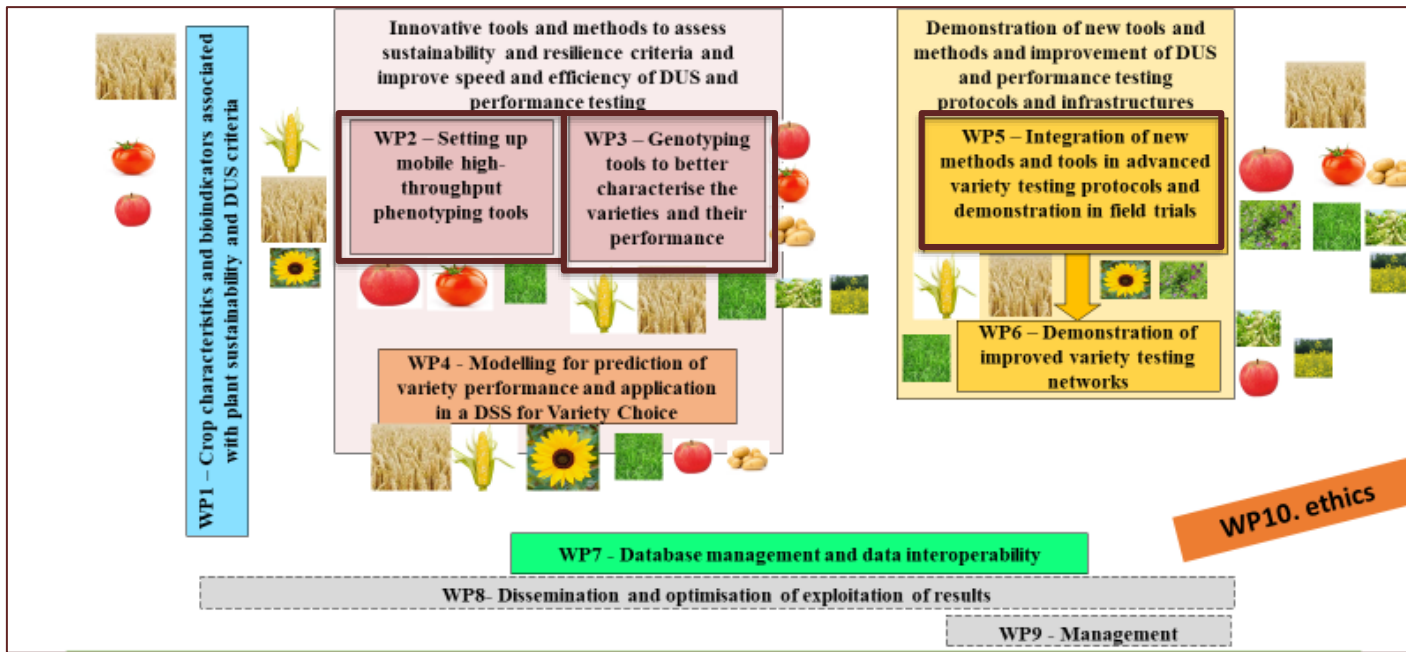 WP1 – Crop characteristics and bioindicators associated
with plant sustainability and DUS criteria
Innovative tools and methods to assess
sustainability and resilience criteria and
improve speed and efficiency of DUS and
performance testing
WP2 – Setting up
mobile high-
throughput
phenotyping tools
WP3 – Genotyping
tools to better
characterise the
varieties and their
performance
WP4 - Modelling for prediction of
variety performance and application
in a DSS for Variety Choice
Demonstration of new tools and
methods and improvement of DUS
and performance testing
protocols and infrastructures
WP5 – Integration of new
methods and tools in advanced
variety testing protocols and
demonstration in field trials
WP6 – Demonstration of
improved variety testing
networks
WP10. ethics
WP7 - Database management and data interoperability
WP8- Dissemination and optimisation of exploitation of results
WP9 - Management